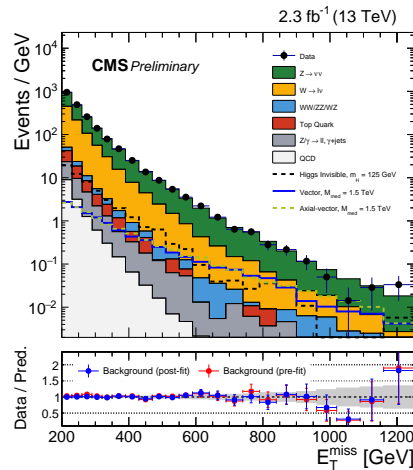 2.3 fb⁻¹ (13 TeV)
Events / GeV
10⁴
10³
10²
10
1
10⁻¹
10⁻²
CMS Preliminary
Data
Z→νν
W→lν
WW/ZZ/WZ
Top Quark
Z/γ→ll, γ+jets
QCD
Higgs Invisible, m_H = 125 GeV
Vector, M_med = 1.5 TeV
Axial-vector, M_med = 1.5 TeV
Data / Pred.
2
1.5
1
0.5
Background (post-fit)
Background (pre-fit)
200 400 600 800 1000 1200
E_T^miss [GeV]